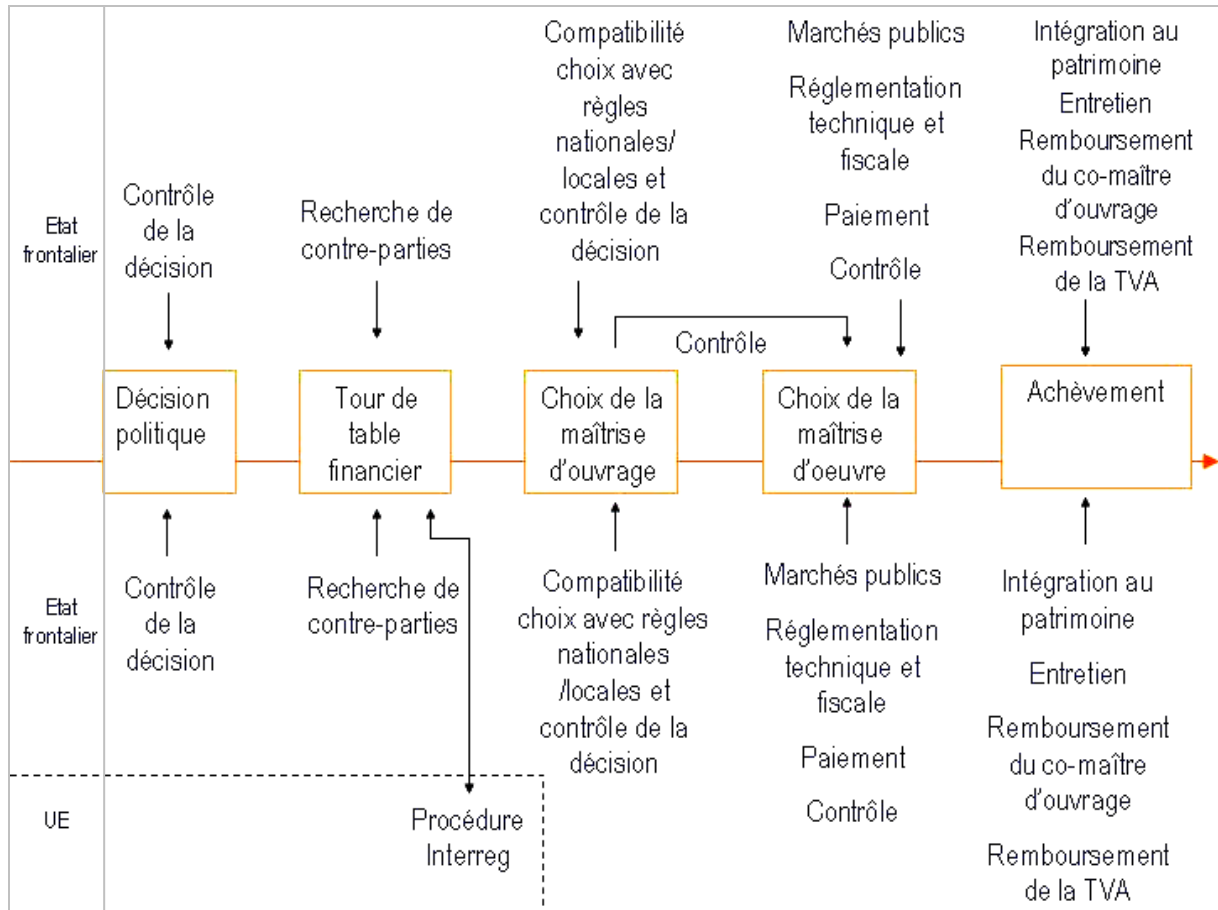 Compatibilité
choix avec
règles
nationales/
locales et
contrôle de la
décision
Marchés publics
Réglementation
technique et
fiscale
Paiement
Contrôle
Intégration au
patrimoine
Entretien
Remboursement
du co-maître
d'ouvrage
Remboursement
de la TVA
Etat
frontalier
Contrôle
de la
décision
Recherche de
contre-parties
Contrôle
Décision
politique
Tour de
table
financier
Choix de la
maîtrise
d'ouvrage
Choix de la
maîtrise
d'oeuvre
Achèvement
Etat
frontalier
Contrôle
de la
décision
Recherche de
contre-parties
Compatibilité
choix avec règles
nationales
/locales et
contrôle de la
décision
Marchés publics
Réglementation
technique et
fiscale
Paiement
Contrôle
Intégration au
patrimoine
Entretien
Remboursement
du co-maître
d'ouvrage
Remboursement
de la TVA
UE
Procédure
Interreg